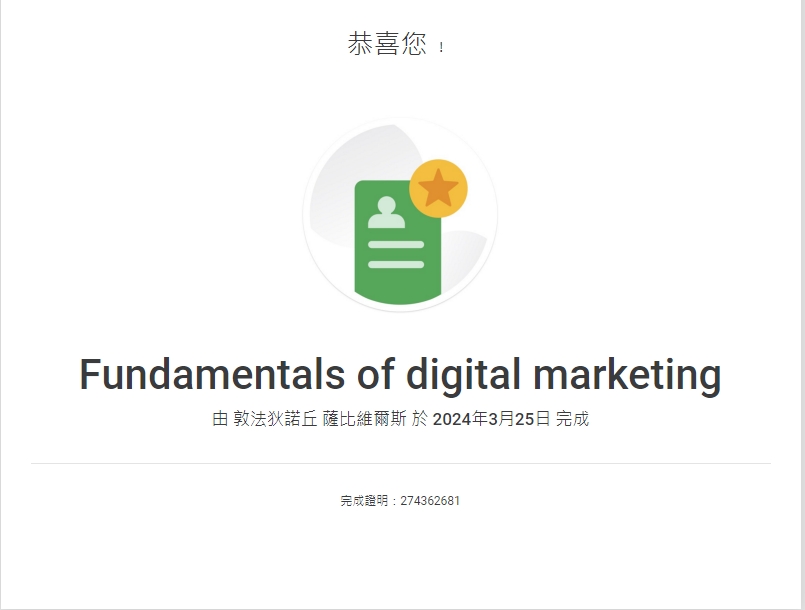 恭喜您！
Fundamentals of digital marketing
由 敦法狄諾丘 薩比維爾斯 於 2024年3月25日 完成
完成證明：274362681